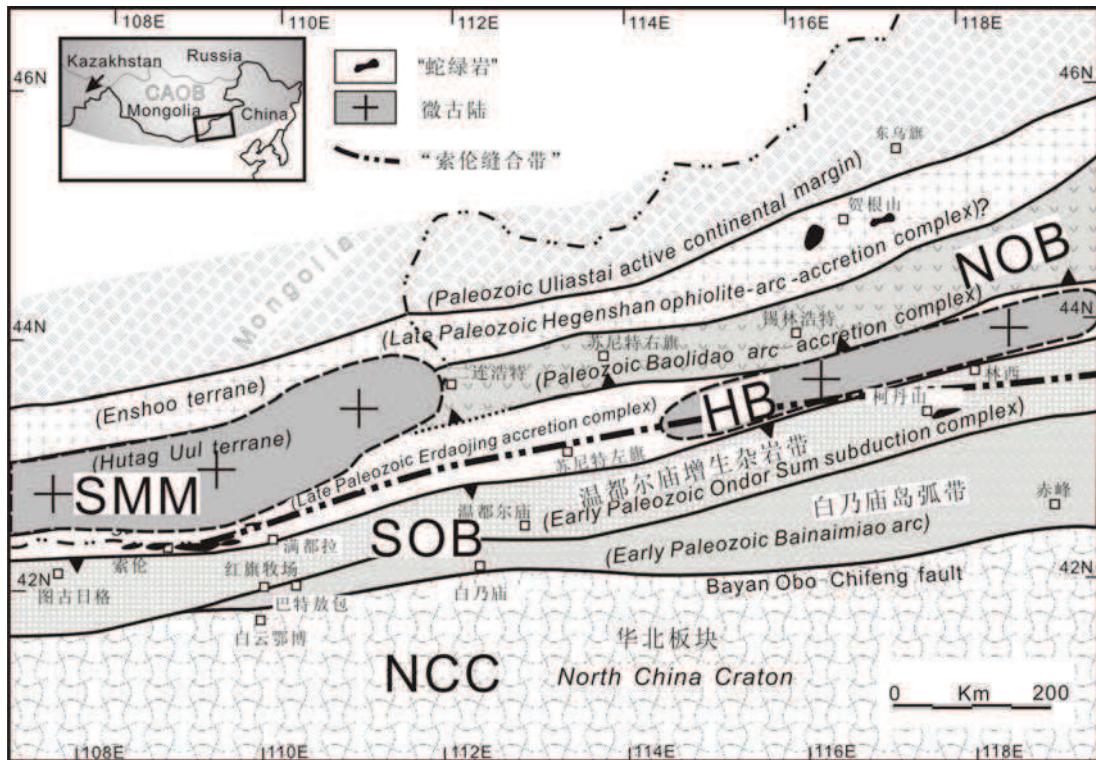 108E 110E 112E 114E 116E 118E
46N
46N
Kazakhstan
Russia
CAOB
Mongolia
China
“蛇绿岩”
微古陆
“索伦缝合带”
东乌旗
贺根山
Mongolia
(Paleozoic Uliastai active continental margin)
(Late Paleozoic Hegenshan ophiolite-arc-accretion complex)?
NOB
44N
44N
锡林浩特
苏尼特右旗
(Paleozoic Baolidao arc accretion complex)
连浩特
(Enshoo terrane)
林西
柯丹山
HB
(Hutag Uul terrane)
(Late Paleozoic Erdaojing accretion complex)
苏尼特左旗
SMM
温都尔庙增生杂岩带
(Early Paleozoic Ondor Sum subduction complex)
白乃庙岛弧带
赤峰
温都尔庙
SOB
(Early Paleozoic Bainaimiao arc)
满都拉
索伦
红旗牧场
42N
42N
Bayan Obo-Chifeng fault
图古日格
巴特敖包
白乃庙
白云鄂博
华北板块
NCC
North China Craton
0 Km 200
108E 110E 112E 114E 116E 118E